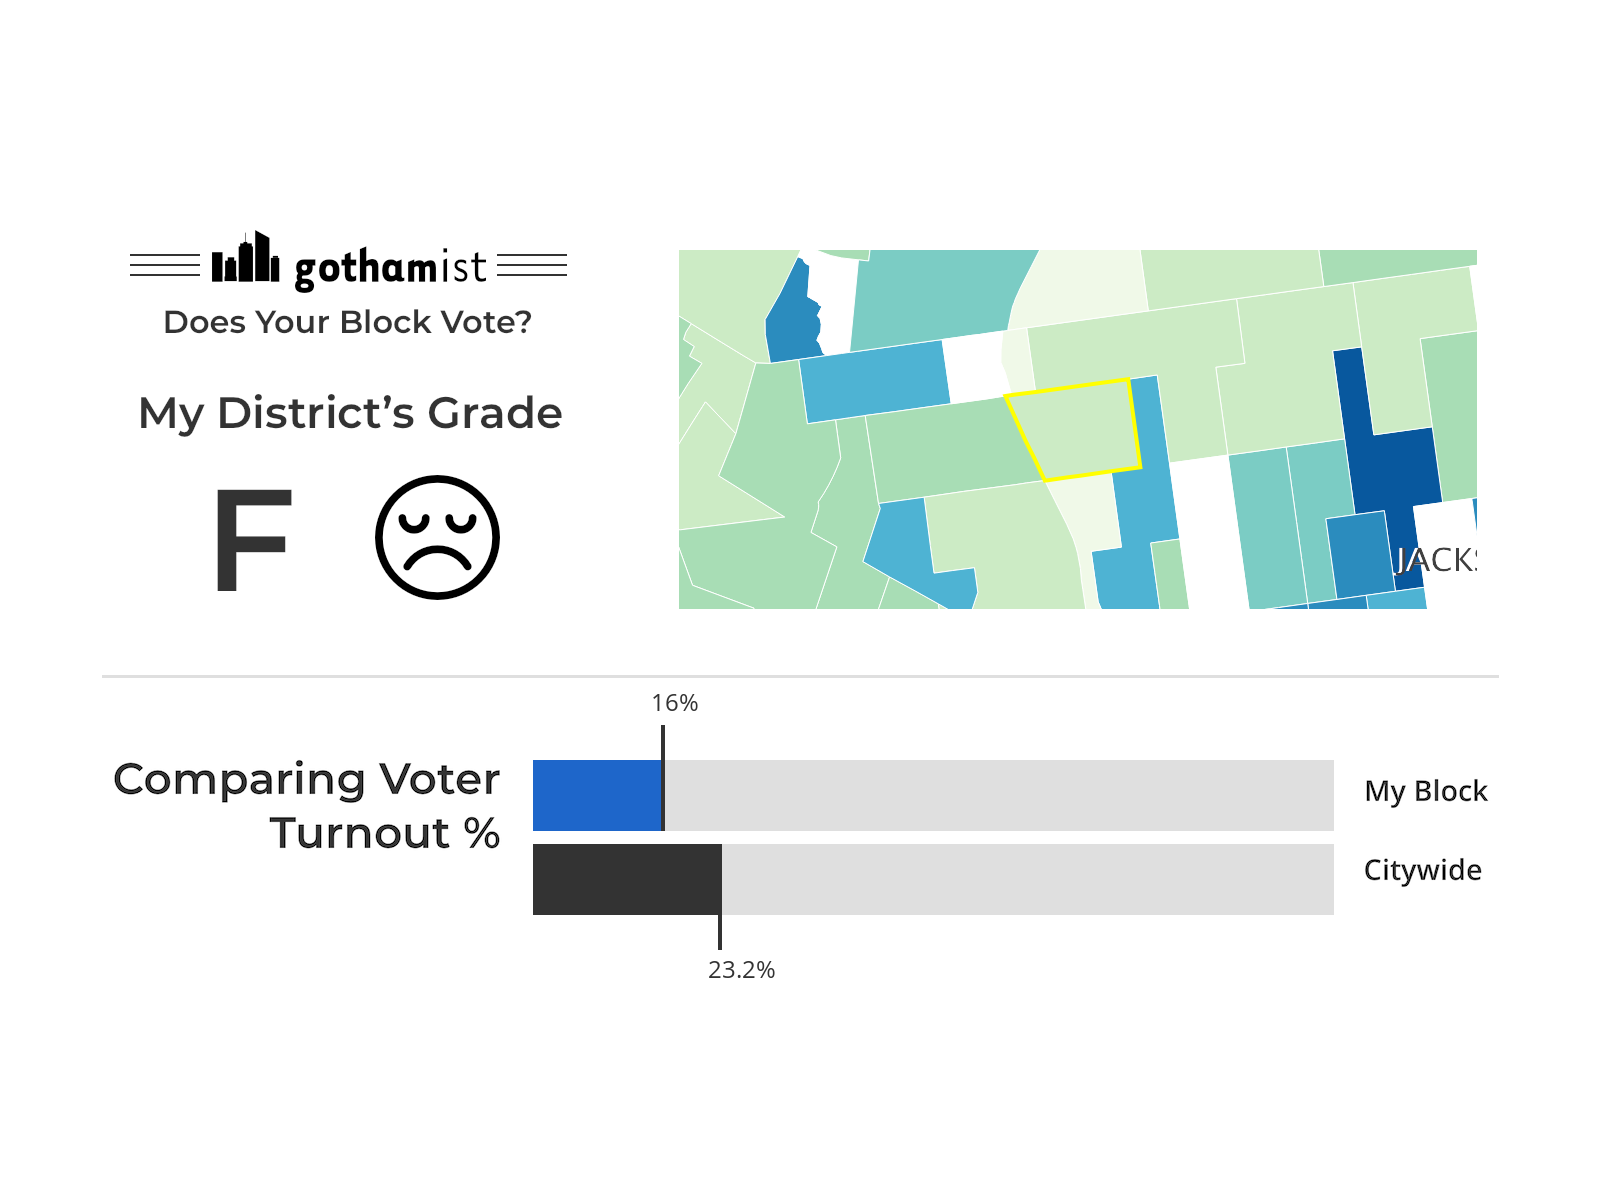 gothamist
Does Your Block Vote?
My District’s Grade
F
JACKS
16%
Comparing Voter
Turnout %
My Block
Citywide
23.2%